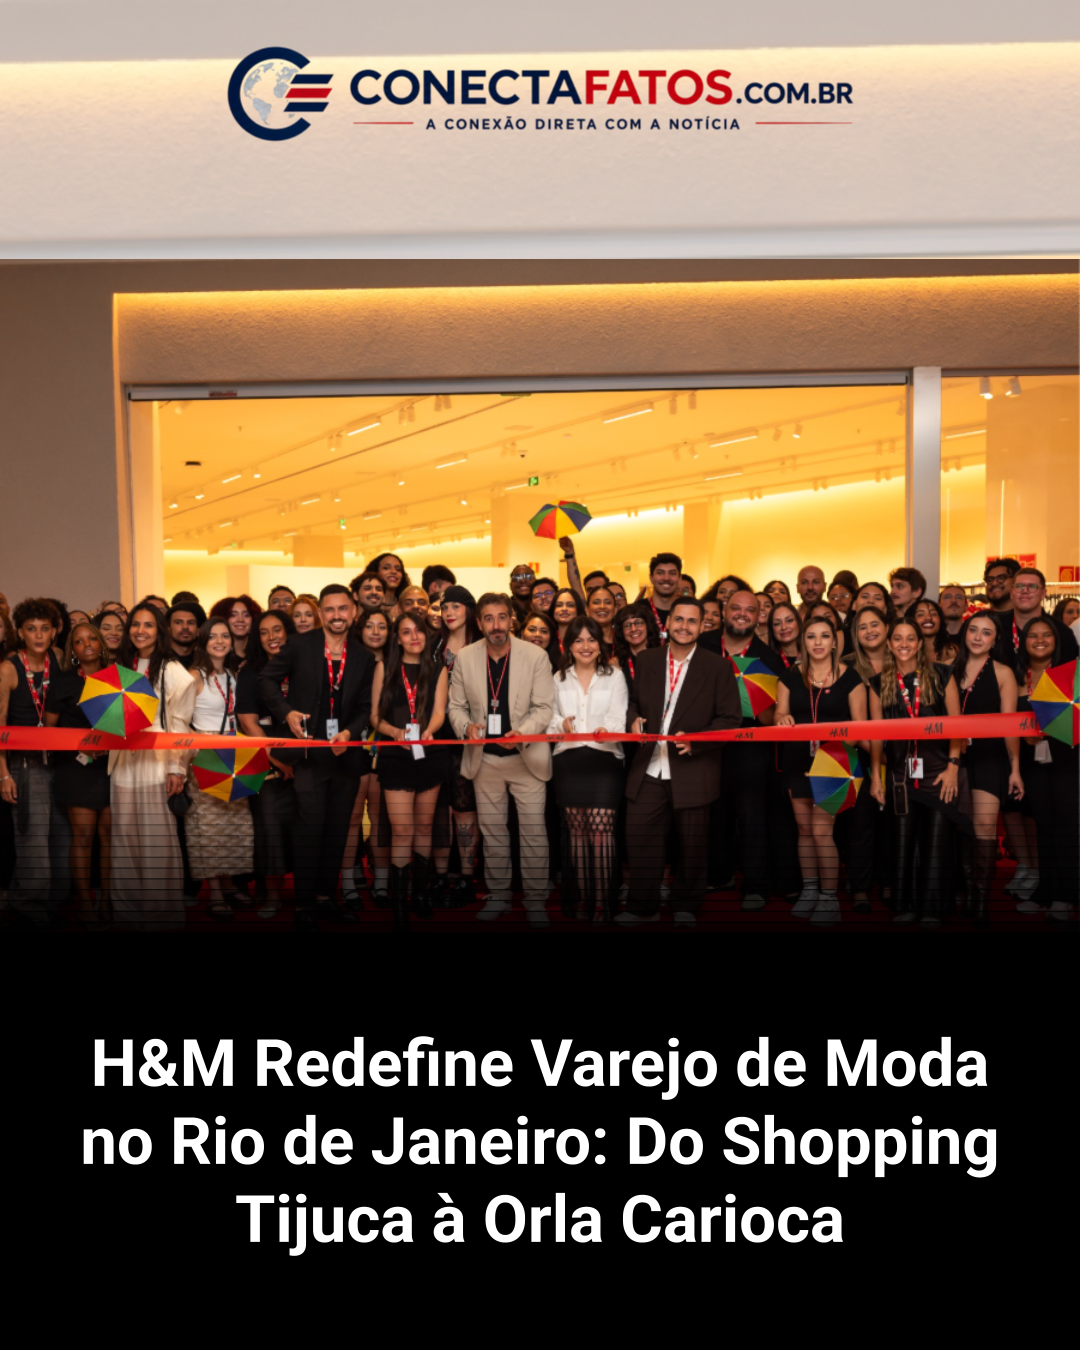 CONECTAFATOS.COM.BR
A CONEXÃO DIRETA COM A NOTÍCIA
H&M H&M H&M H&M H&M H&M H&M
H&M Redefine Varejo de Moda
no Rio de Janeiro: Do Shopping
Tijuca à Orla Carioca